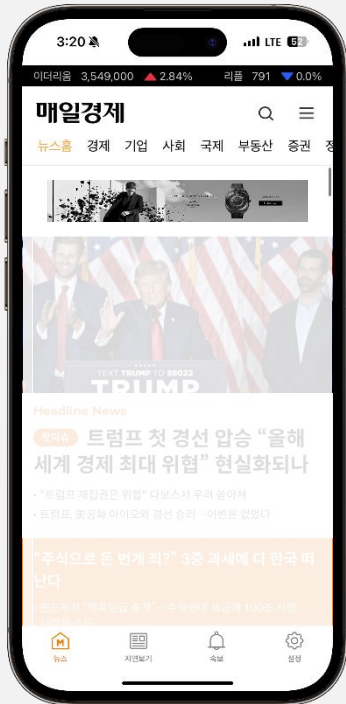 3:20 LTE 62
이더리움 3,549,000 ▲ 2.84% 리플 791 ▼ 0.0%
매일경제
뉴스홈 경제 기업 사회 국제 부동산 증권
TEXT TRUMP TO 88022
TRUMP
Headline News
핫이슈 트럼프 첫 경선 압승 “올해
세계 경제 최대 위협” 현실화되나
• “트럼프 재집권은 위협” 다보스서 우려 쏟아져
• 트럼프, 美공화 아이오와 경선 승리…이변은 없었다
“주식으로 돈 번게 죄?” 3중 과세에 다 한국 떠
난다
뉴스 지면보기 속보 설정